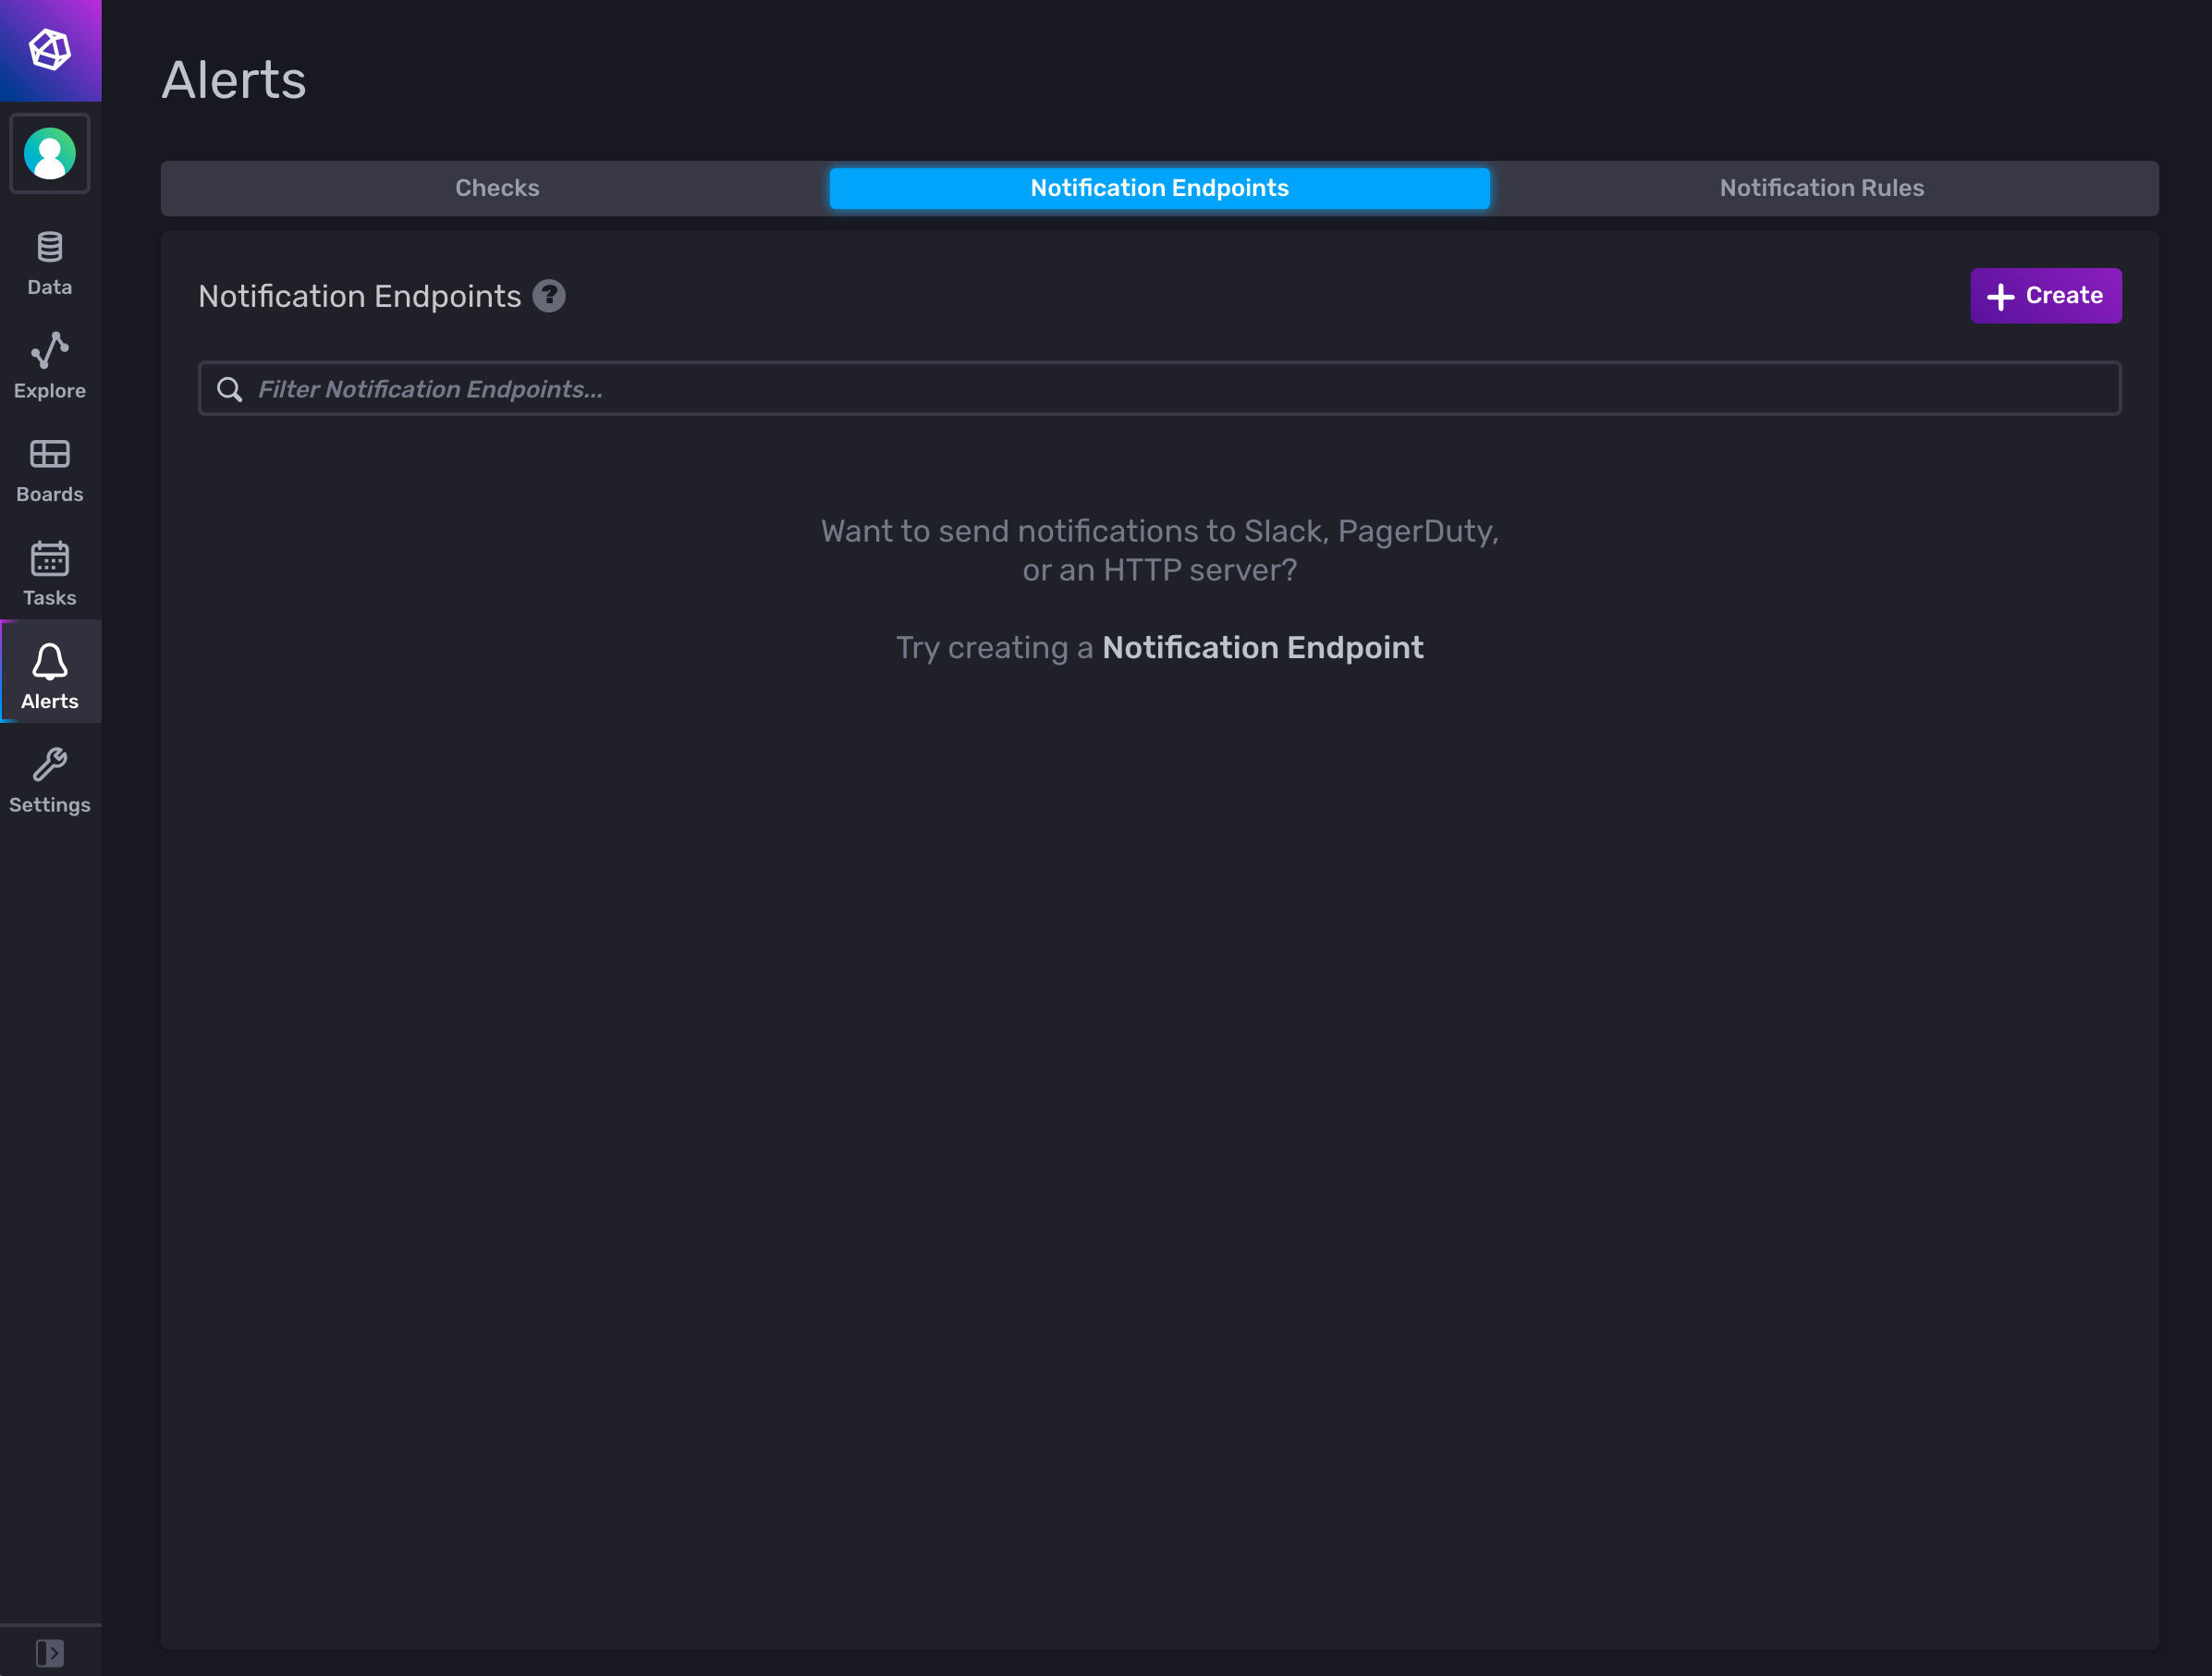 Alerts
Checks
Notification Endpoints
Notification Rules
Data
Explore
Boards
Tasks
Alerts
Settings
Notification Endpoints ?
Create
Filter Notification Endpoints...
Want to send notifications to Slack, PagerDuty,
or an HTTP server?
Try creating a Notification Endpoint